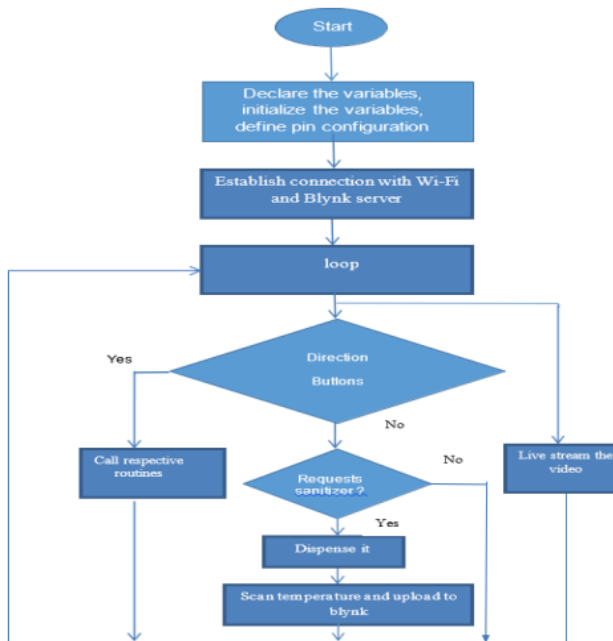 Start
Declare the variables,
initialize the variables,
define pin configuration
Establish connection with Wi-Fi
and Blynk server
loop
Yes
Direction
Buttons
No
Call respective
routines
Requests
sanitizer?
No
Live stream the
video
Yes
Dispense it
Scan temperature and upload to
blynk